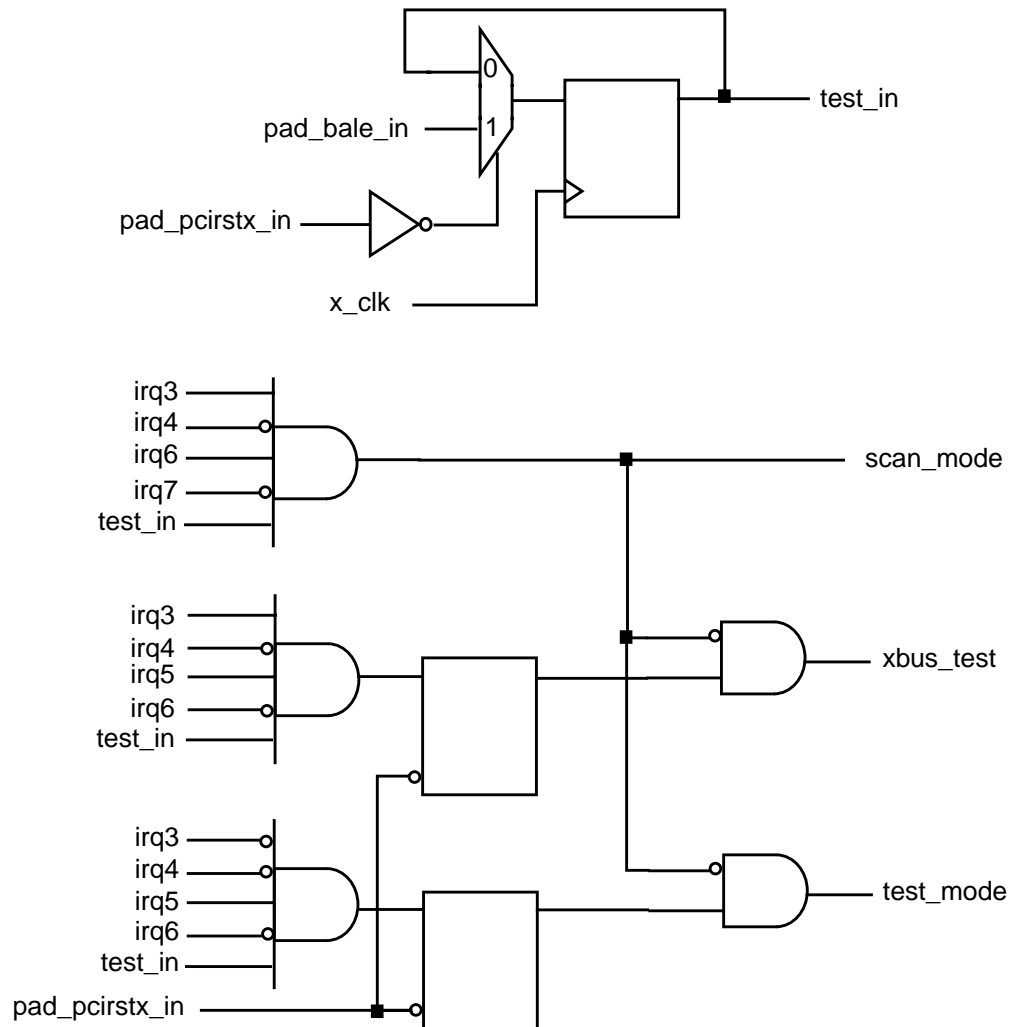 0
test_in
pad_bale_in
1
pad_pcirstx_in
x_clk
irq3
irq4
irq6
scan_mode
irq7
test_in
irq3
irq4
irq5
xbus_test
irq6
test_in
irq3
irq4
irq5
test_mode
irq6
test_in
pad_pcirstx_in